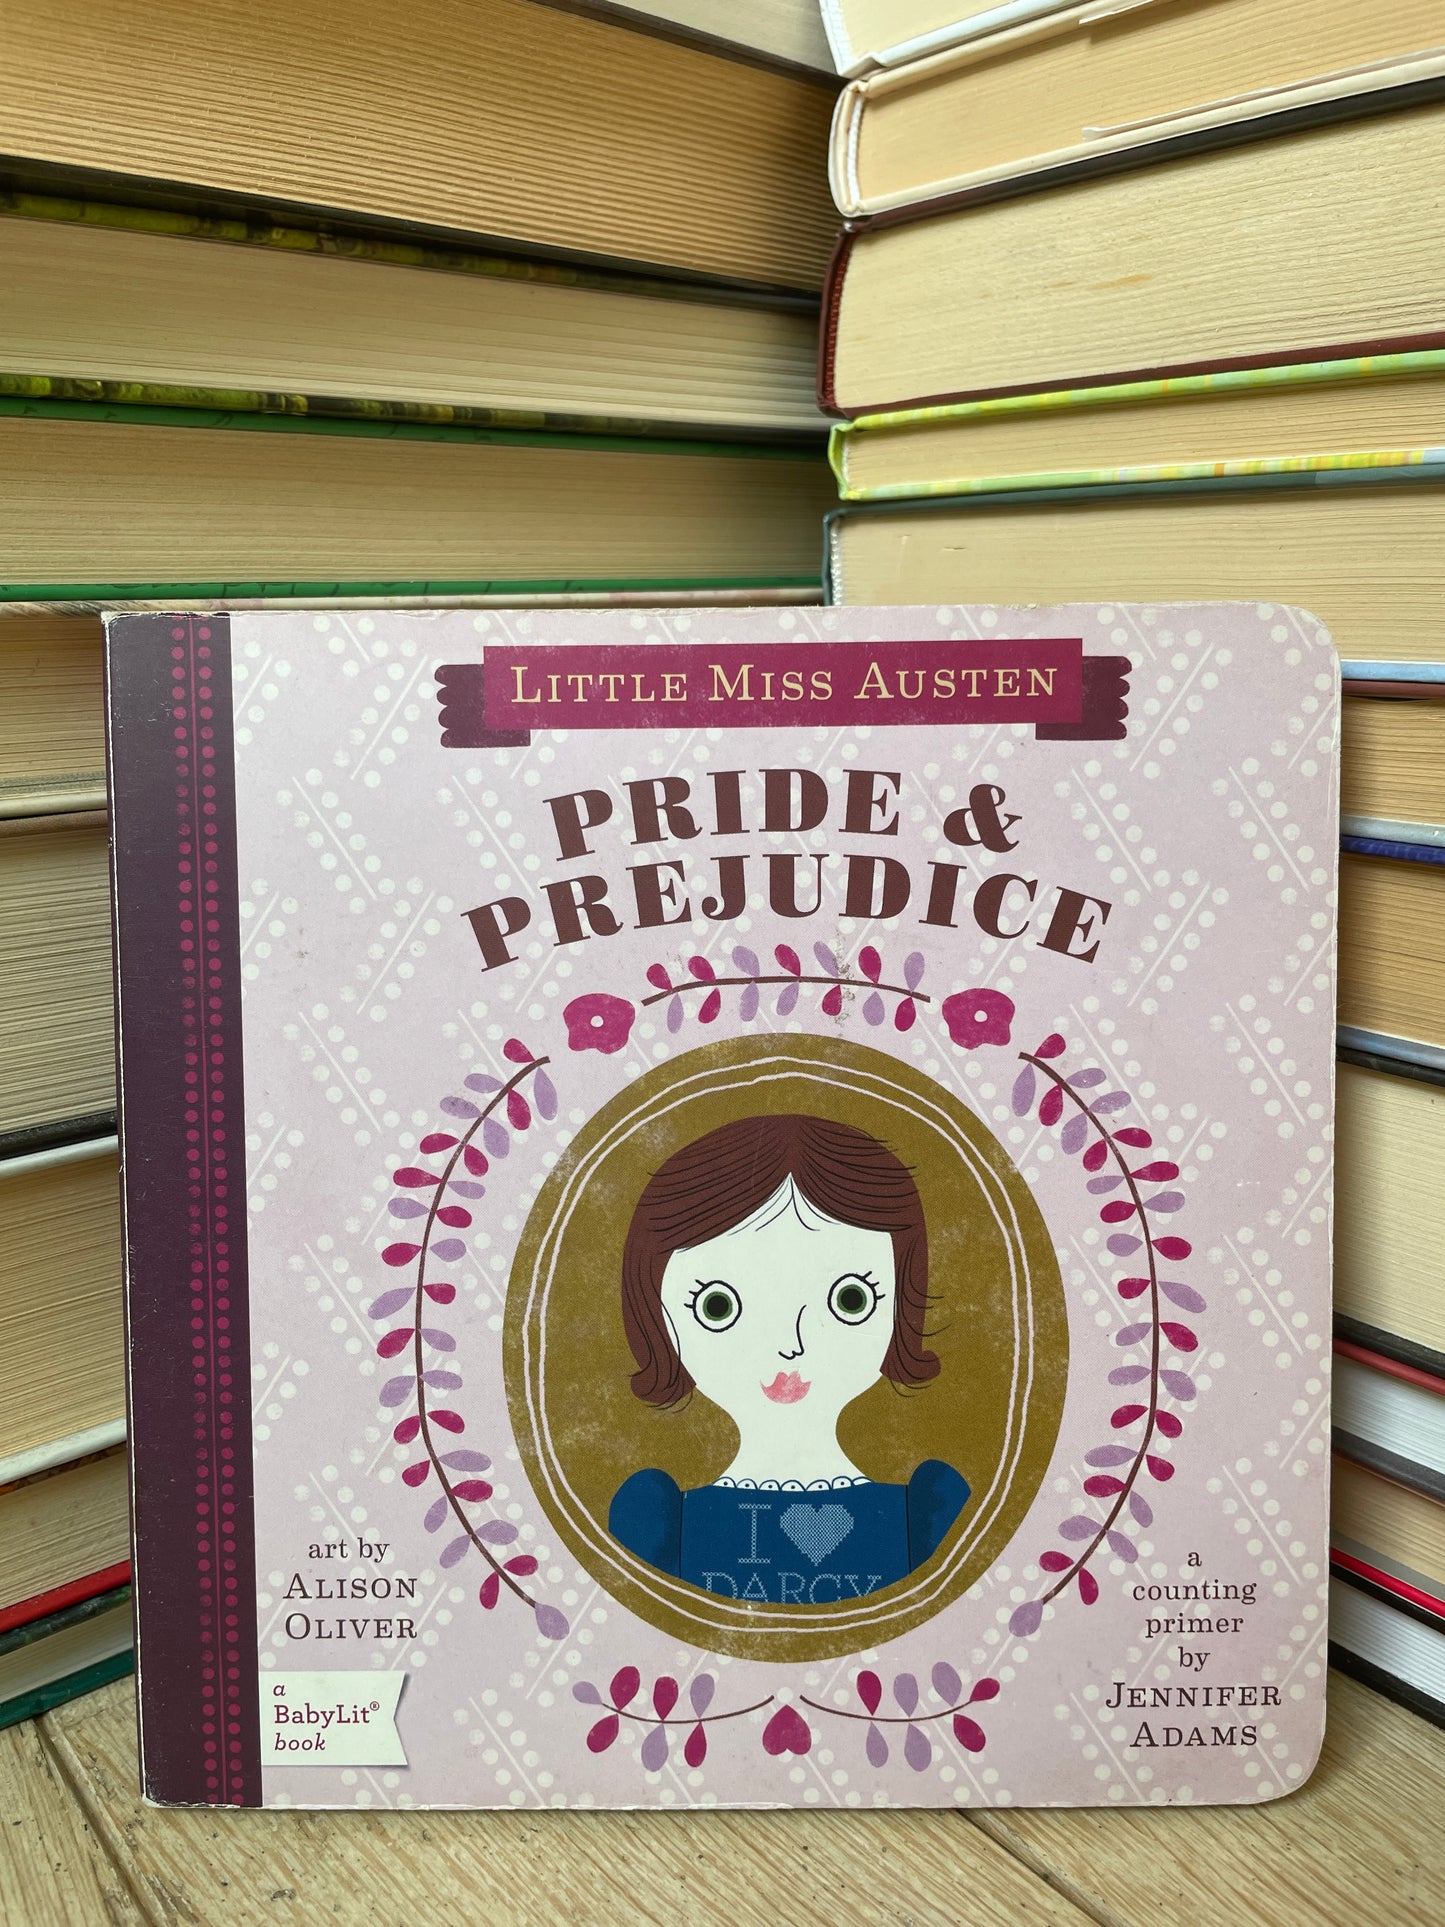 LITTLE MISS AUSTEN
PRIDE &
PREJUDICE
I ♥
DARCY
art by
ALISON
OLIVER
a
BabyLit®
book
a
counting
primer
by
JENNIFER
ADAMS